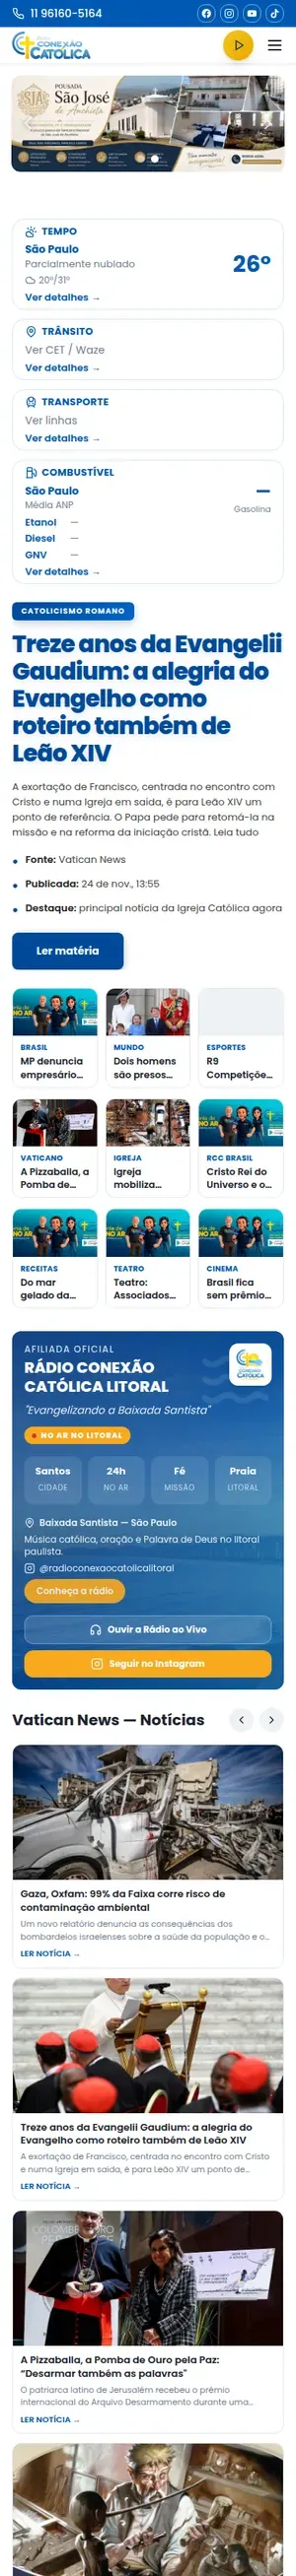 11 96160-5164
CONEXÃO
CATÓLICA
POUSADA
São José
de Anchieta
TEMPO
São Paulo
Parcialmente nublado
26°
20°/31°
Ver detalhes →
TRÂNSITO
Ver CET / Waze
Ver detalhes →
TRANSPORTE
Ver linhas
Ver detalhes →
COMBUSTÍVEL
São Paulo
—
Média ANP
Gasolina
Etanol —
Diesel —
GNV —
Ver detalhes →
CATOLICISMO ROMANO
Treze anos da Evangelii
Gaudium: a alegria do
Evangelho como
roteiro também de
Leão XIV
A exortação de Francisco, centrada no encontro com
Cristo e numa Igreja em saída, é para Leão XIV um
ponto de referência. O Papa pede para retomá-la na
missão e na reforma da iniciação cristã. Leia tudo
• Fonte: Vatican News
• Publicada: 24 de nov., 13:55
• Destaque: principal notícia da Igreja Católica agora
Ler matéria
BRASIL
MP denuncia
empresário...
MUNDO
Dois homens
são presos...
ESPORTES
R9
Competiçõe...
VATICANO
A Pizzaballa, a
Pomba de...
IGREJA
Igreja
mobiliza...
RCC BRASIL
Cristo Rei do
Universo e o...
RECEITAS
Do mar
gelado da...
TEATRO
Teatro:
Associados...
CINEMA
Brasil fica
sem prêmio...
AFILIADA OFICIAL
RÁDIO CONEXÃO
CATÓLICA LITORAL
"Evangelizando a Baixada Santista"
NO AR NO LITORAL
Santos
CIDADE
24h
NO AR
Fé
MISSÃO
Praia
LITORAL
Baixada Santista — São Paulo
Música católica, oração e Palavra de Deus no litoral
paulista.
@radioconexaocatolicalitoral
Conheça a rádio
Ouvir a Rádio ao Vivo
Seguir no Instagram
Vatican News — Notícias
Gaza, Oxfam: 99% da Faixa corre risco de
contaminação ambiental
Um novo relatório denuncia as consequências dos
bombardeios israelenses sobre a saúde da população e o...
LER NOTÍCIA →
Treze anos da Evangelii Gaudium: a alegria do
Evangelho como roteiro também de Leão XIV
A exortação de Francisco, centrada no encontro com Cristo
e numa Igreja em saída, é para Leão XIV um ponto de...
LER NOTÍCIA →
A Pizzaballa, a Pomba de Ouro pela Paz:
“Desarmar também as palavras"
O patriarca latino de Jerusalém recebeu o prêmio
internacional do Arquivo Desarmamento durante uma...
LER NOTÍCIA →